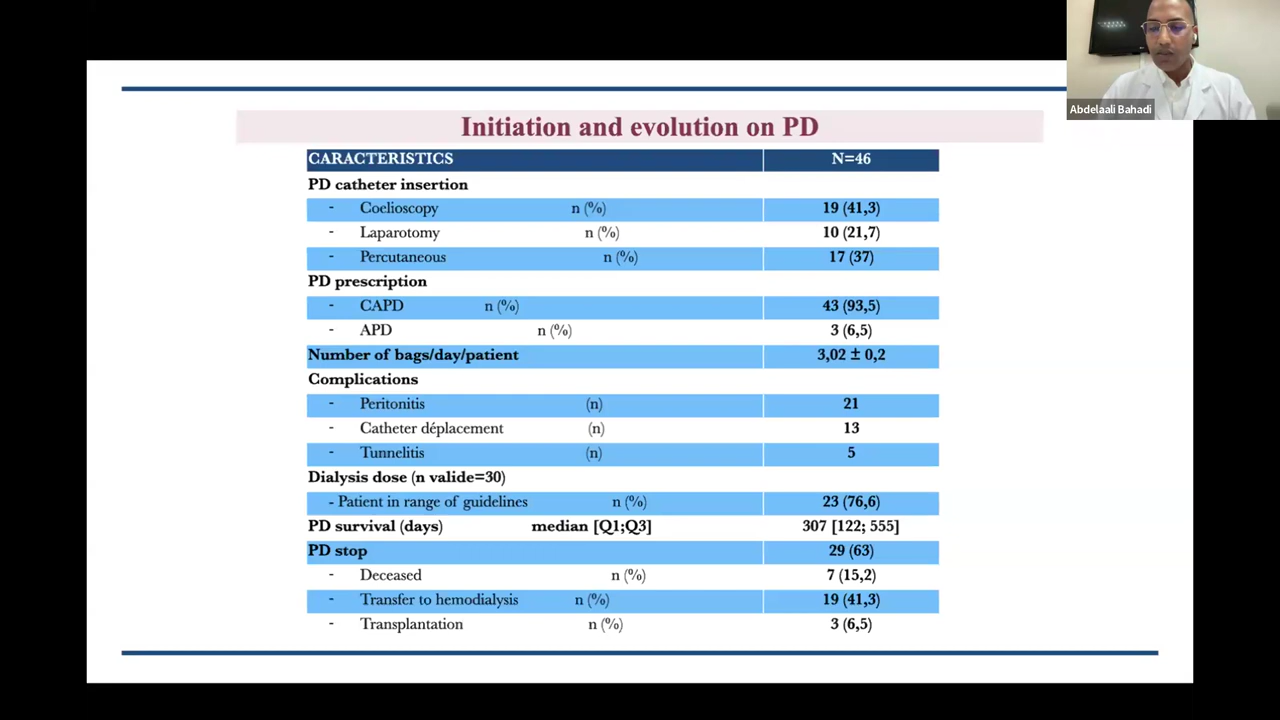 Abdelaali Bahadi
Initiation and evolution on PD
CARACTERISTICS N=46
PD catheter insertion
- Coelioscopy n (%) 19 (41,3)
- Laparotomy n (%) 10 (21,7)
- Percutaneous n (%) 17 (37)
PD prescription
- CAPD n (%) 43 (93,5)
- APD n (%) 3 (6,5)
Number of bags/day/patient 3,02 ± 0,2
Complications
- Peritonitis (n) 21
- Catheter déplacement (n) 13
- Tunnelitis (n) 5
Dialysis dose (n valide=30)
- Patient in range of guidelines n (%) 23 (76,6)
PD survival (days) median [Q1;Q3] 307 [122; 555]
PD stop 29 (63)
- Deceased n (%) 7 (15,2)
- Transfer to hemodialysis n (%) 19 (41,3)
- Transplantation n (%) 3 (6,5)